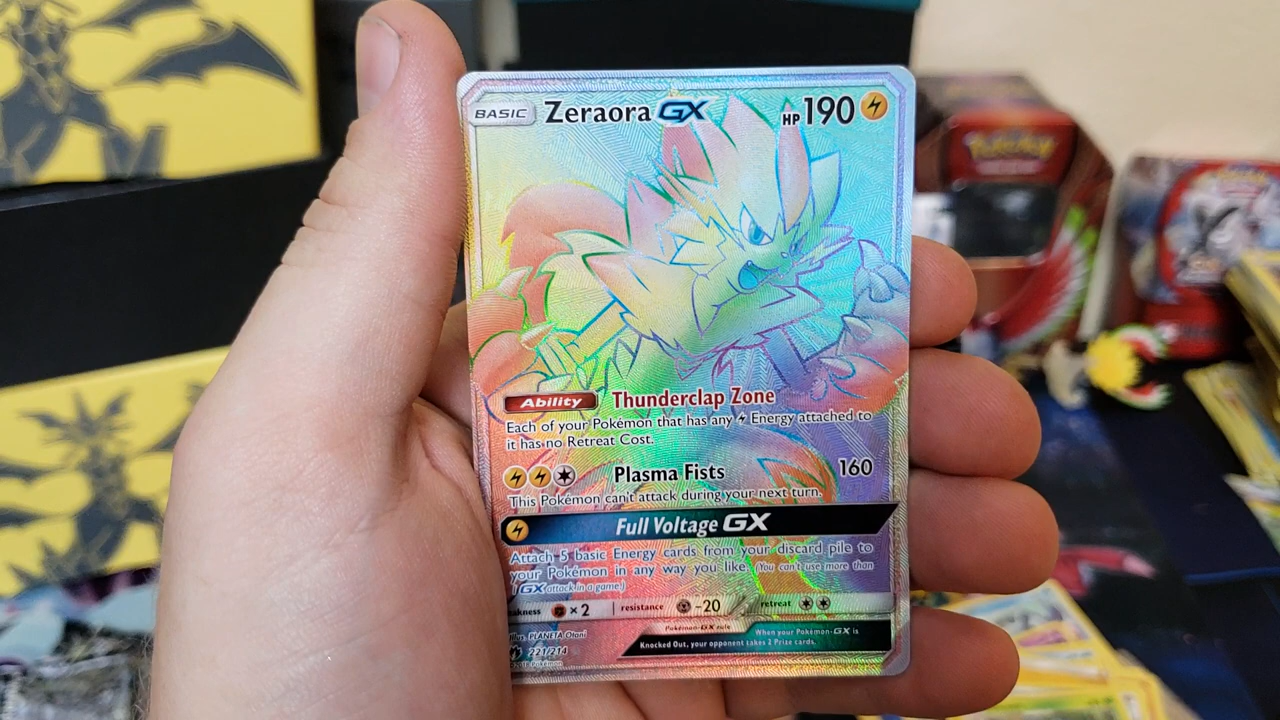 BASIC Zeraora GX HP 190
Ability Thunderclap Zone
Each of your Pokémon that has any Energy attached to
it has no Retreat Cost.
Plasma Fists 160
This Pokémon can't attack during your next turn.
Full Voltage GX
Attach 5 basic Energy cards from your discard pile to
your Pokémon in any way you like. (You can't use more than
1 GX attack in a game.)
weakness ×2 resistance -20 retreat
Illus. PLANETA Otani
Pokémon-GX rule When your Pokémon-GX is
Knocked Out, your opponent takes 2 Prize cards.
221/214
©2018 Pokémon
Pokémon